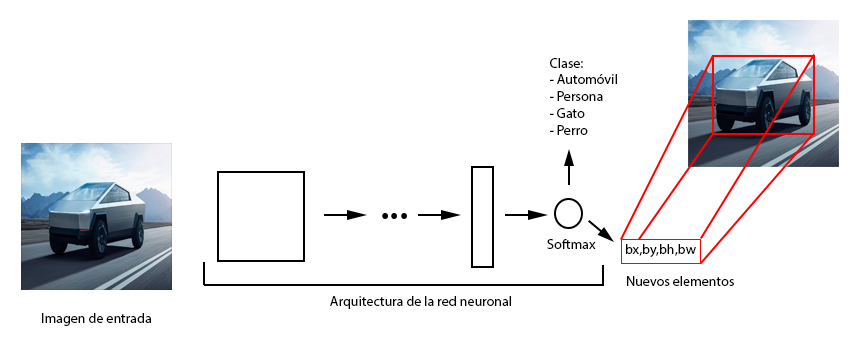 Imagen de entrada
Arquitectura de la red neuronal
Clase:
- Automóvil
- Persona
- Gato
- Perro
Softmax
bx,by,bh,bw
Nuevos elementos